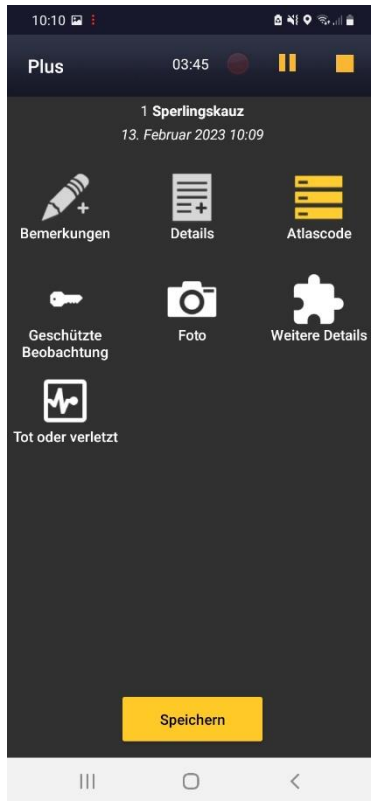 10:10
Plus 03:45
1 Sperlingskauz
13. Februar 2023 10:09
Bemerkungen Details Atlascode
Geschützte Foto Weitere Details
Beobachtung
Tot oder verletzt
Speichern